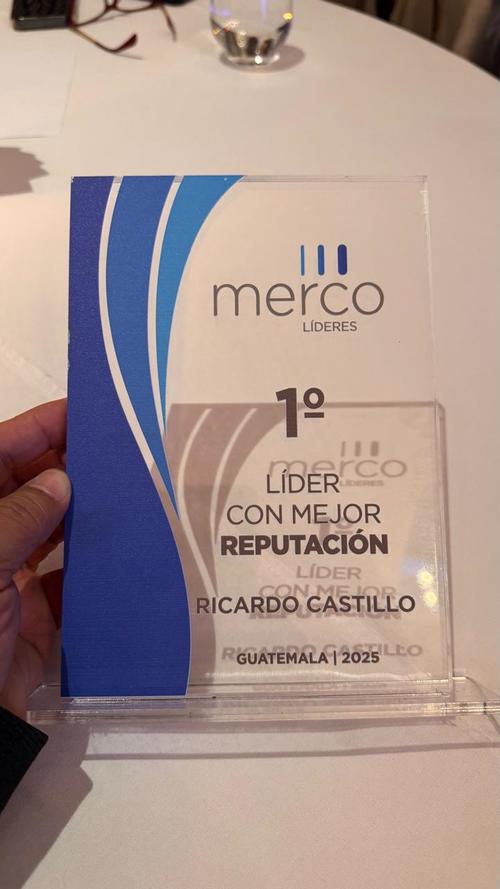 merco
LÍDERES
1º
LÍDER
CON MEJOR
REPUTACIÓN
RICARDO CASTILLO
GUATEMALA | 2025